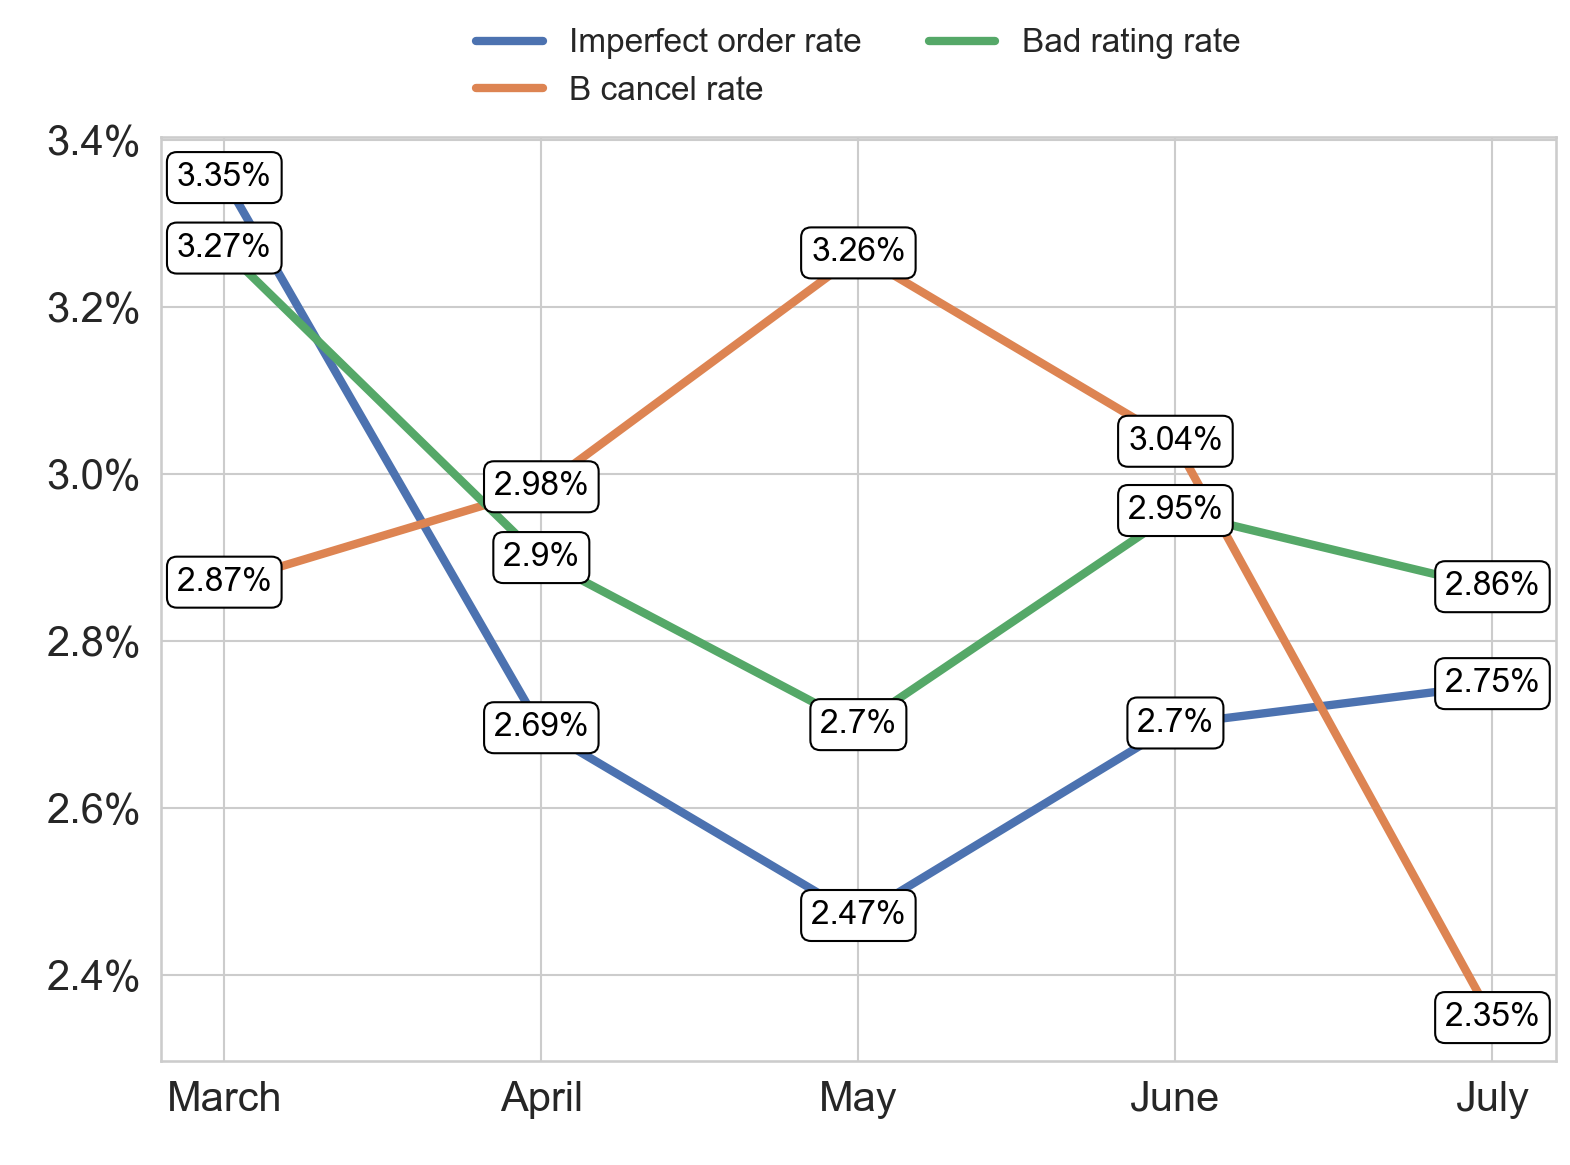 Imperfect order rate
Bad rating rate
B cancel rate
3.4%
3.35%
3.27%
3.26%
3.2%
3.04%
3.0%
2.98%
2.95%
2.9%
2.87%
2.86%
2.8%
2.75%
2.69%
2.7%
2.7%
2.6%
2.47%
2.4%
2.35%
March
April
May
June
July